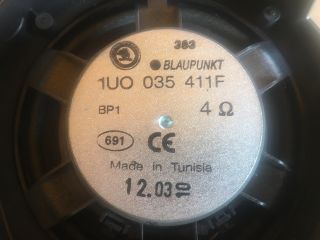 383
BLAUPUNKT
1U0 035 411F
BP1 4 Ω
691 CE
Made in Tunisia
12.03